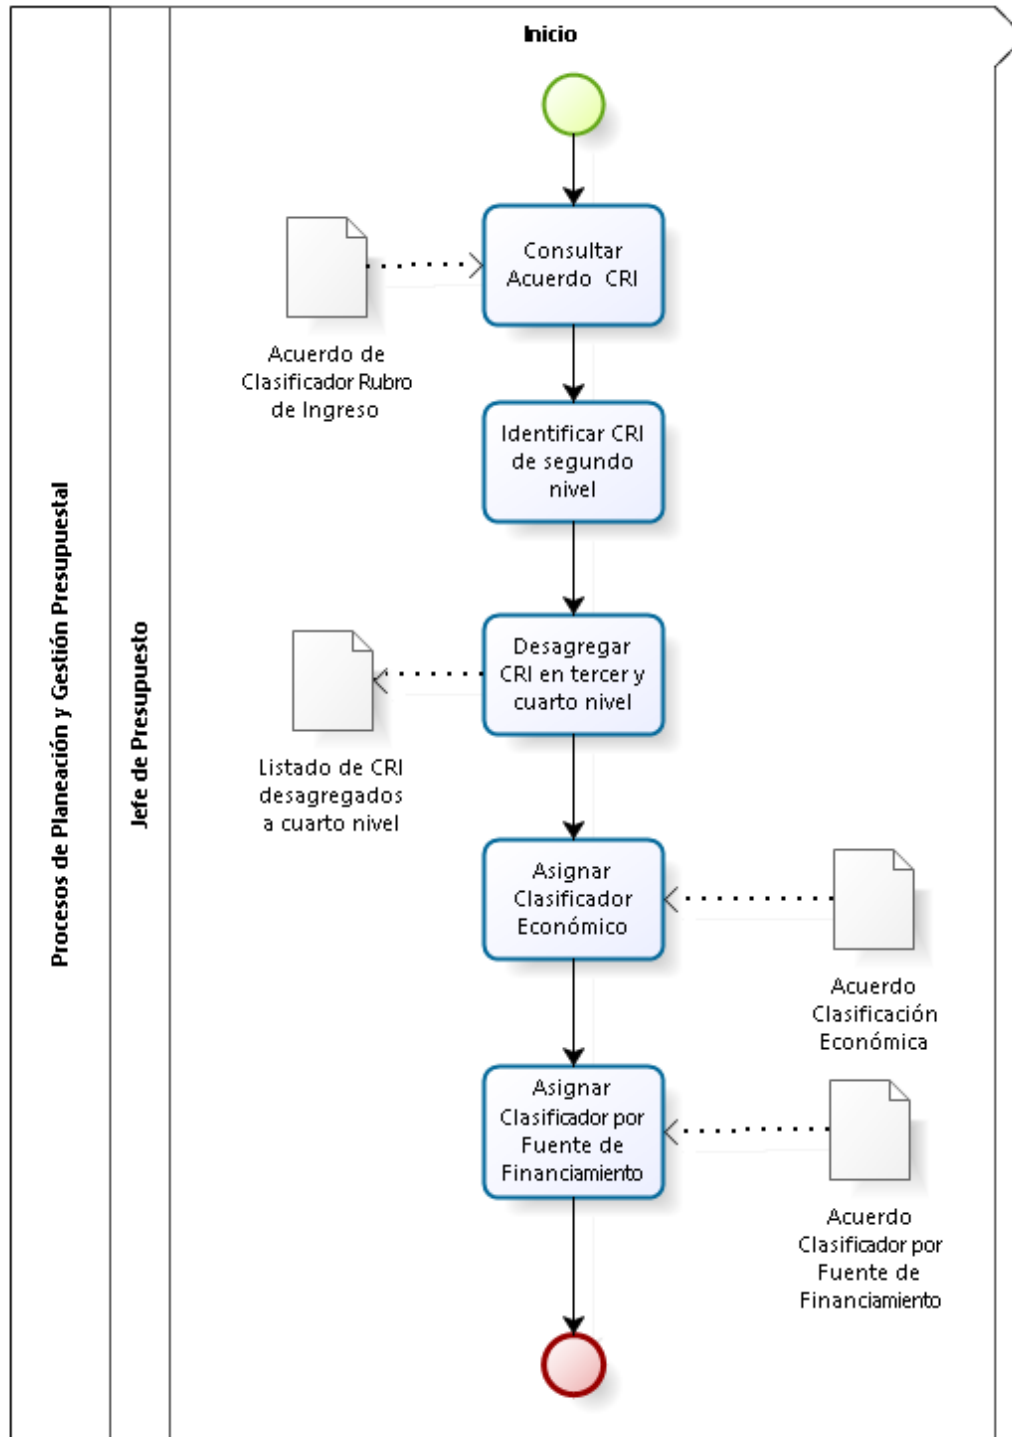 Procesos de Planeación y Gestión Presupuestal
Jefe de Presupuesto
Inicio
Consultar
Acuerdo CRI
Acuerdo de
Clasificador Rubro
de Ingreso
Identificar CRI
de segundo
nivel
Desagregar
CRI en tercer y
cuarto nivel
Listado de CRI
desagregados
a cuarto nivel
Asignar
Clasificador
Económico
Acuerdo
Clasificación
Económica
Asignar
Clasificador por
Fuente de
Financiamiento
Acuerdo
Clasificador por
Fuente de
Financiamiento